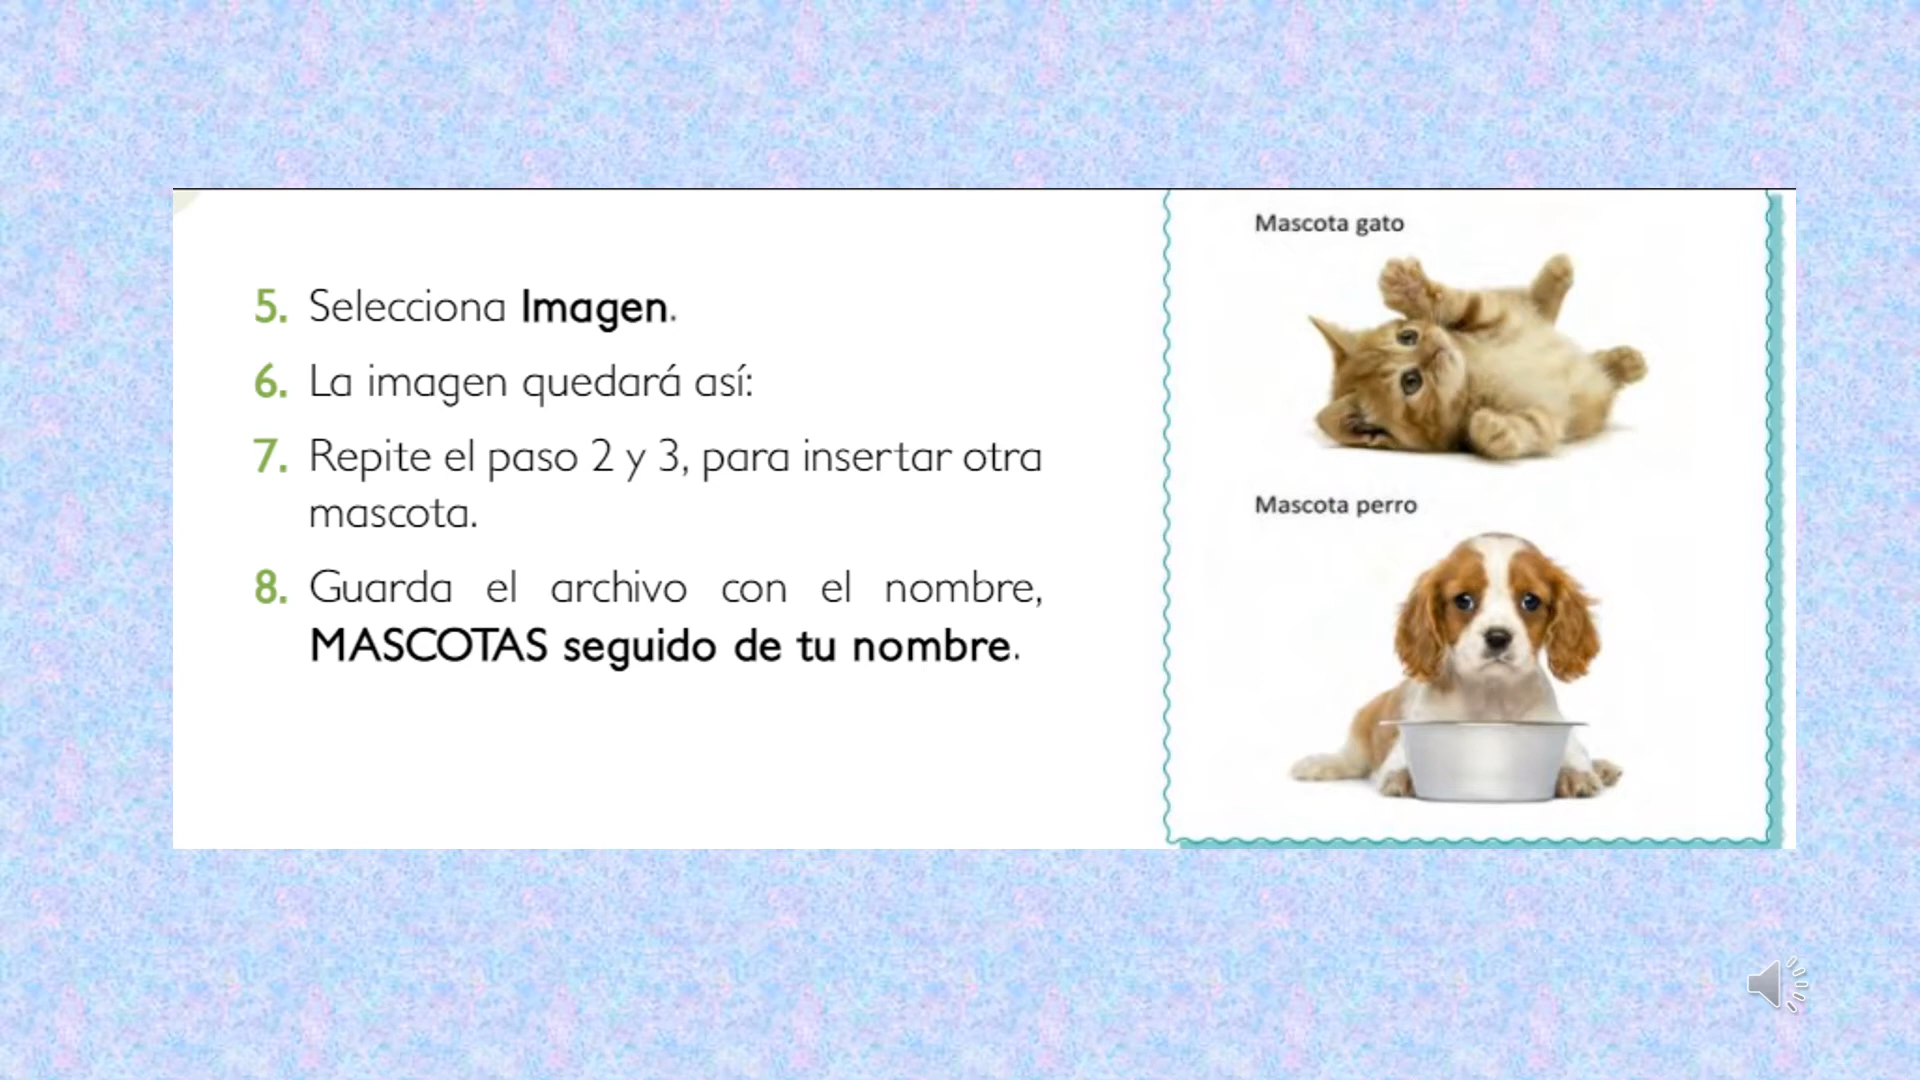 5. Selecciona Imagen.
6. La imagen quedará así:
7. Repite el paso 2 y 3, para insertar otra
mascota.
8. Guarda el archivo con el nombre,
MASCOTAS seguido de tu nombre.
Mascota gato
Mascota perro